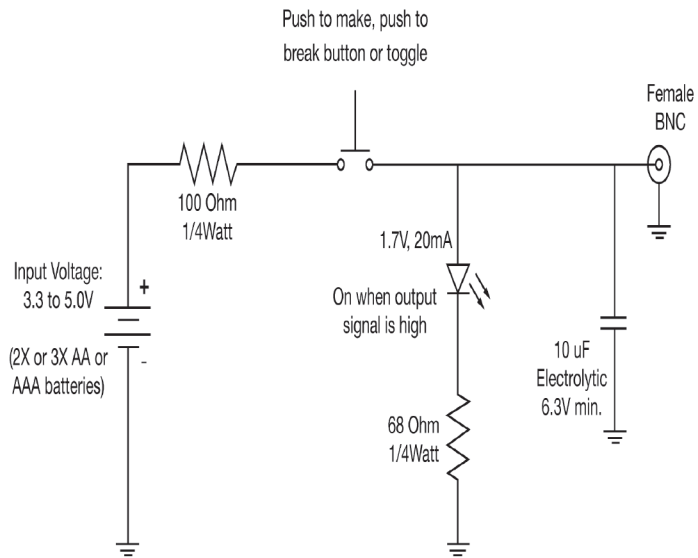 Push to make, push to
break button or toggle
Female
BNC
100 Ohm
1/4Watt
1.7V, 20mA
Input Voltage:
3.3 to 5.0V
+
On when output
signal is high
(2X or 3X AA or
AAA batteries)
-
10 uF
Electrolytic
6.3V min.
68 Ohm
1/4Watt